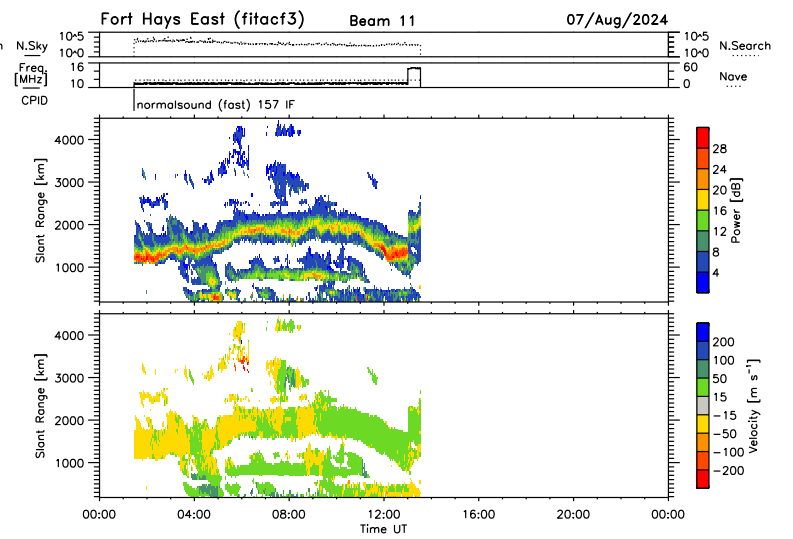 Fort Hays East (fitacf3) Beam 11 07/Aug/2024
n N.Sky 10^5 10^5 N.Search
10^0 10^0
Freq. 16 60 Nave
[MHz] 10 0
CPID normalsound (fast) 157 IF
Slant Range [km]
4000
3000
2000
1000
28
24
20
16
12
8
4
Power [dB]
Slant Range [km]
4000
3000
2000
1000
200
100
50
15
-15
-50
-100
-200
Velocity [m s⁻¹]
00:00 04:00 08:00 12:00 16:00 20:00 00:00
Time UT